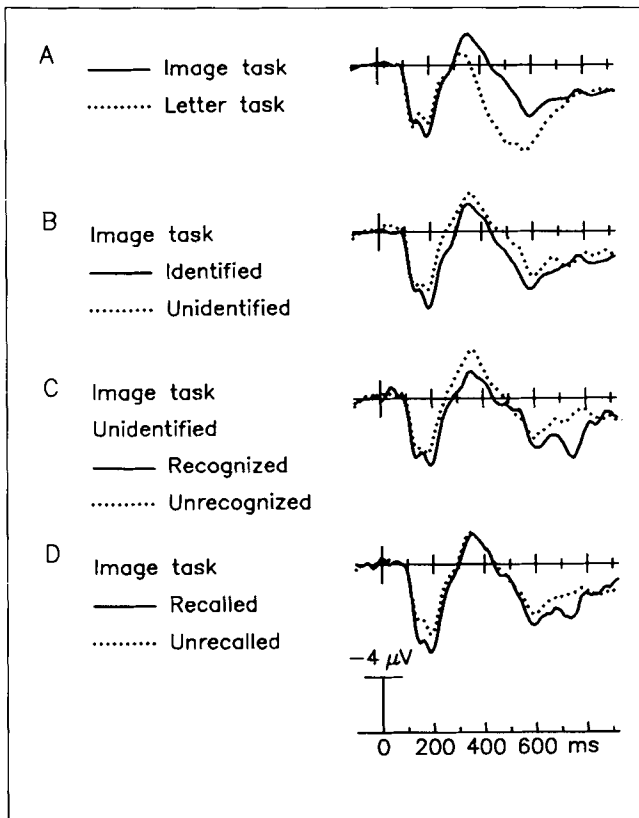 A
Image task
Letter task
B
Image task
Identified
Unidentified
C
Image task
Unidentified
Recognized
Unrecognized
D
Image task
Recalled
Unrecalled
−4 μV
0 200 400 600 ms